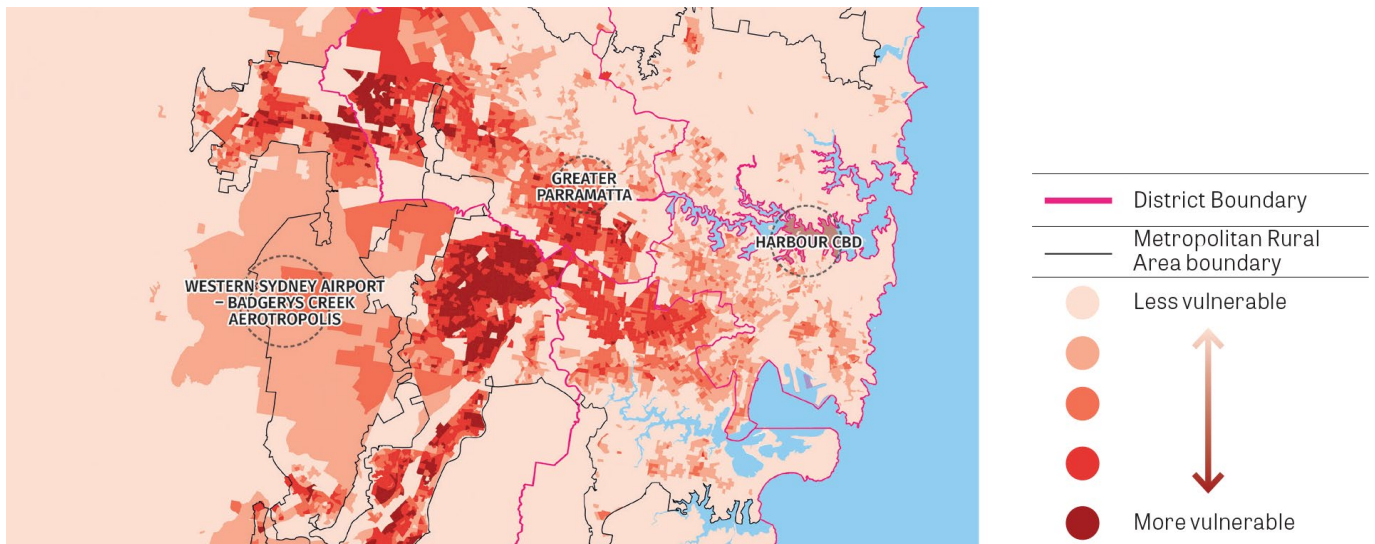 GREATER
PARRAMATTA
HARBOUR CBD
WESTERN SYDNEY AIRPORT
– BADGERYS CREEK
AEROTROPOLIS
District Boundary
Metropolitan Rural
Area boundary
Less vulnerable
More vulnerable